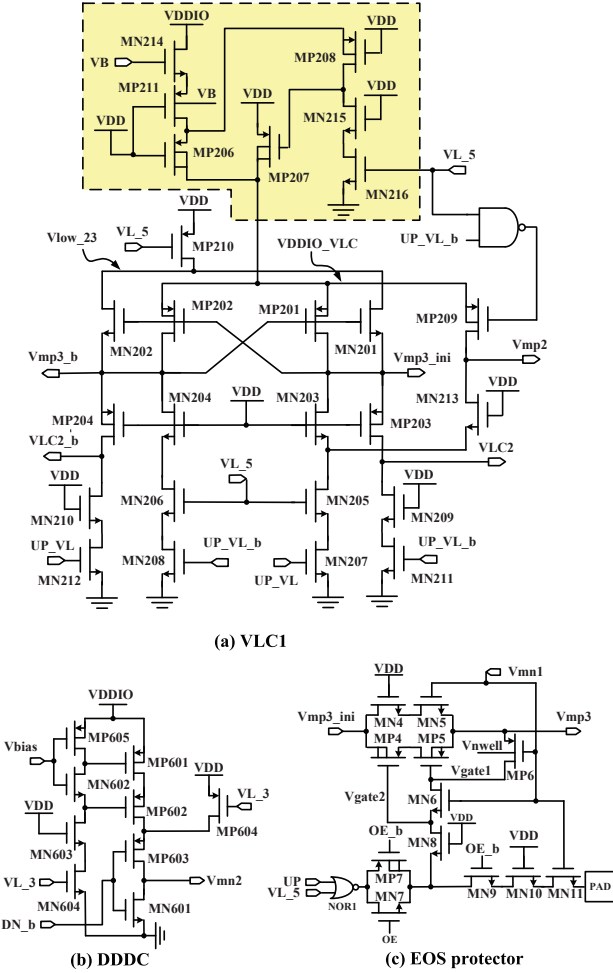 VDDIO
MN214
VB
MP211
VB
VDD
MP206
VDD
MP207
VDD
MP208
VDD
MN215
MN216
VL_5
UP_VL_b
VDD
VL_5
MP210
Vlow_23
VDDIO_VLC
MP202
MP201
MN202
MN201
MP209
Vmp3_b
Vmp3_ini
Vmp2
MP204
MN204
VDD
MN203
MP203
MN213
VDD
VLC2_b
VLC2
VDD
MN210
MN206
VL_5
MN205
VDD
MN209
UP_VL
MN212
MN208
UP_VL_b
UP_VL
MN207
UP_VL_b
MN211
(a) VLC1
VDDIO
Vbias
MP605
MP601
MN602
VDD
MP602
VDD
VL_3
MP604
MN603
MP603
VL_3
MN604
Vmn2
MN601
DN_b
(b) DDDC
VDD
Vmn1
Vmp3_ini
MN4
MN5
Vmp3
MP4
MP5
Vnwell
MP6
Vgate1
Vgate2
MN6
MN8
VDD
OE_b
MP7
UP
VL_5
NOR1
MN7
OE
OE_b
VDD
MN9
MN10
MN11
PAD
(c) EOS protector